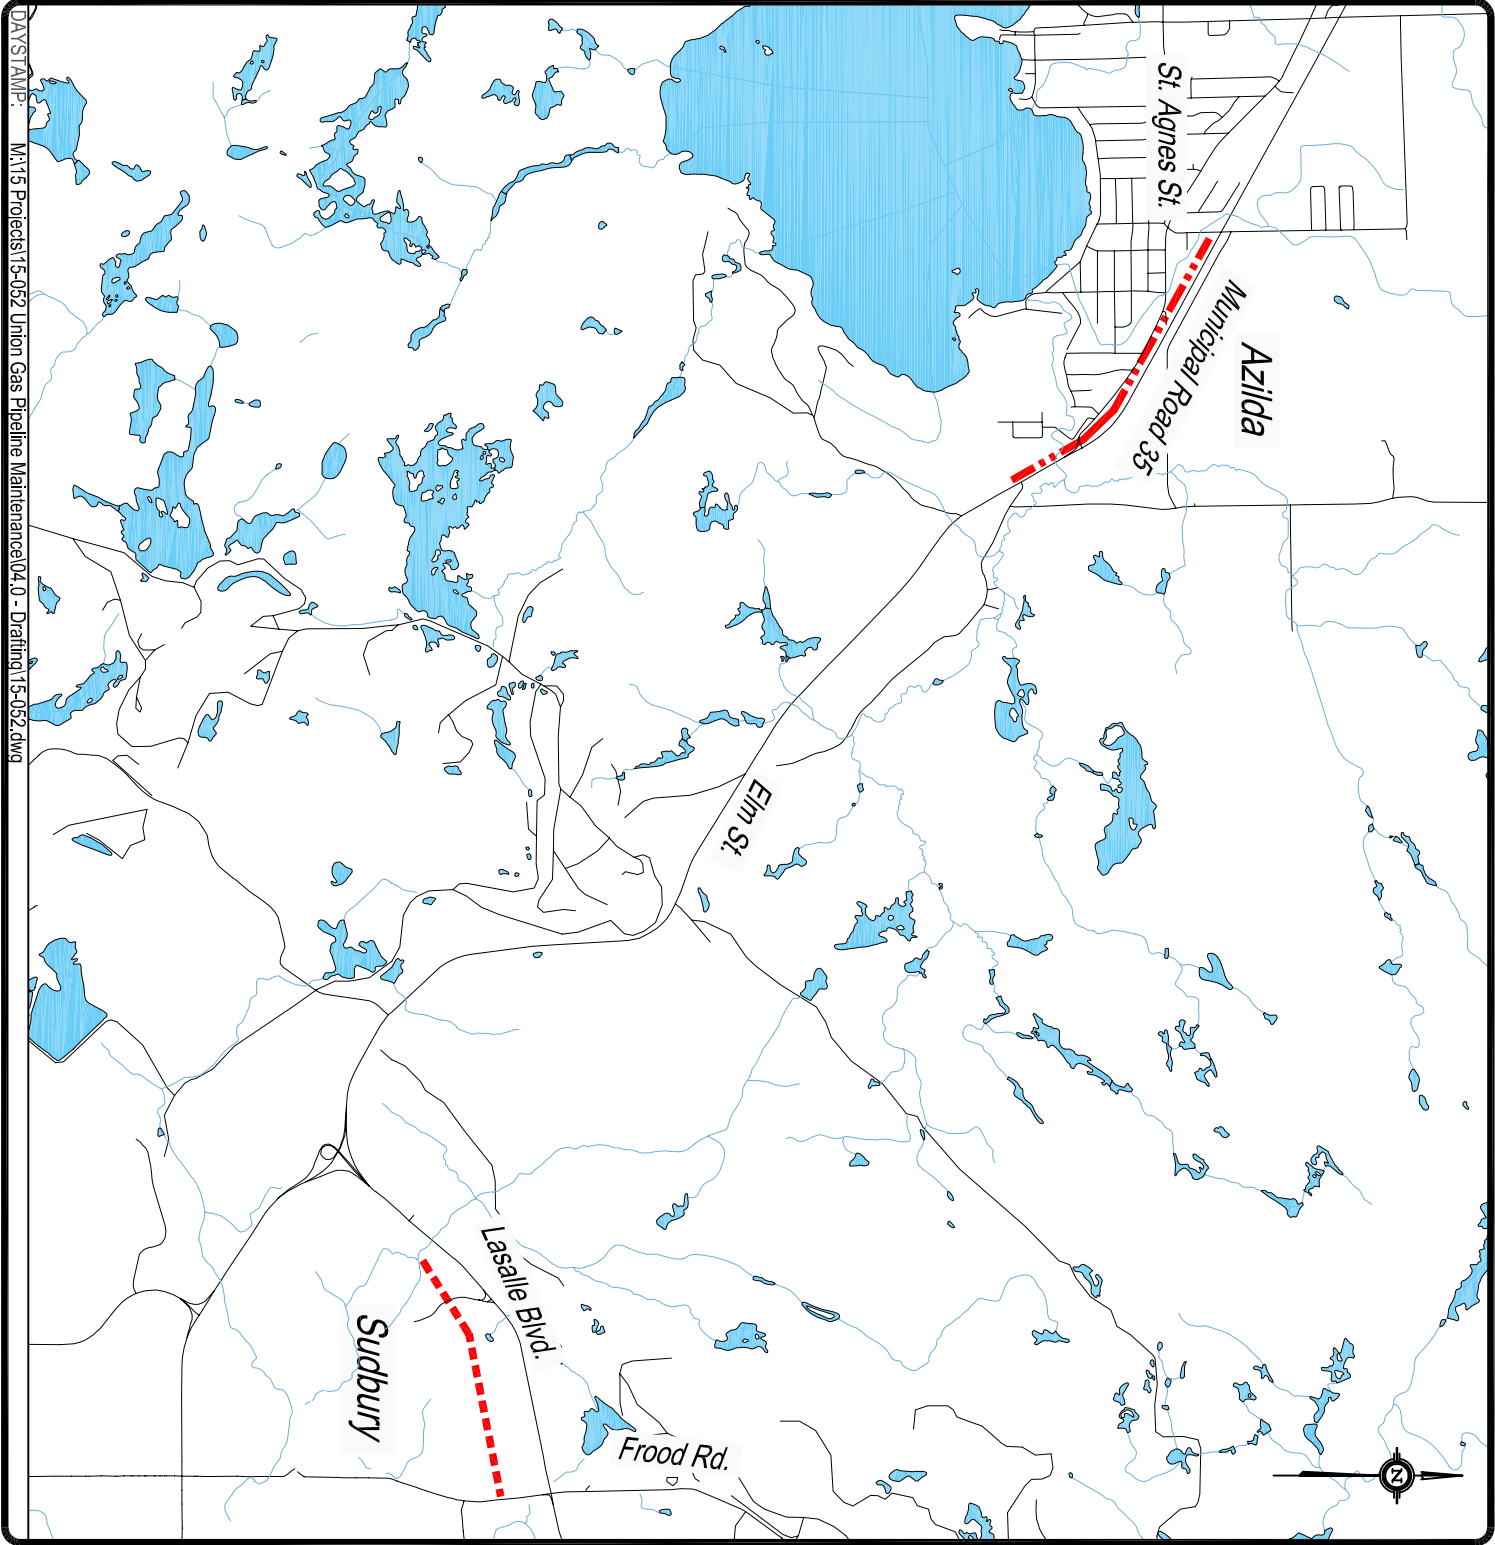 DAYSTAMP: M:\15 Projects\15-052 Union Gas Pipeline Maintenance\04.0 - Drafting\15-052.dwg
St. Agnes St.
Azilda
Municipal Road 35
Elm St.
Lasalle Blvd.
Sudbury
Frood Rd.
N